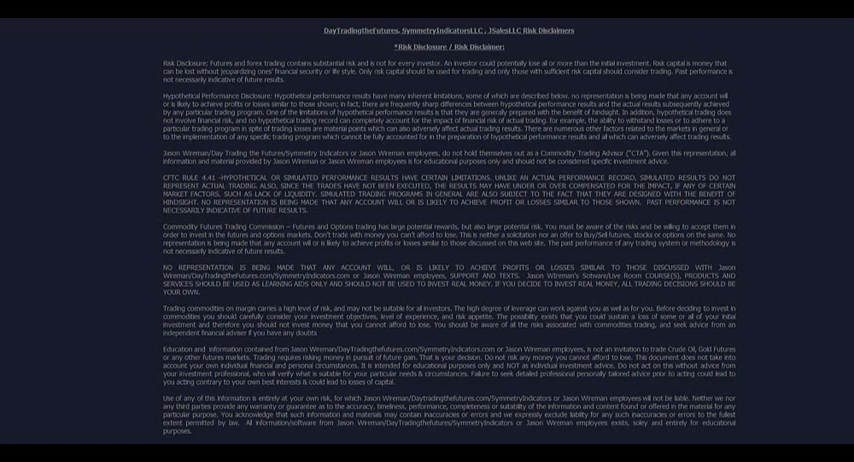 DayTradingtheFutures, SymmetryIndicatorsLLC , JSalesLLC Risk Disclaimers
*Risk Disclosure / Risk Disclaimer:
Risk Disclosure: Futures and forex trading contains substantial risk and is not for every investor. An investor could potentially lose all or more than the initial investment. Risk capital is money that
can be lost without jeopardizing ones' financial security or life style. Only risk capital should be used for trading and only those with sufficient risk capital should consider trading. Past performance is
not necessarily indicative of future results.
Hypothetical Performance Disclosure: Hypothetical performance results have many inherent limitations, some of which are described below. no representation is being made that any account will
or is likely to achieve profits or losses similar to those shown; in fact, there are frequently sharp differences between hypothetical performance results and the actual results subsequently achieved
by any particular trading program. One of the limitations of hypothetical performance results is that they are generally prepared with the benefit of hindsight. In addition, hypothetical trading does
not involve financial risk, and no hypothetical trading record can completely account for the impact of financial risk of actual trading. for example, the ability to withstand losses or to adhere to a
particular trading program in spite of trading losses are material points which can also adversely affect actual trading results. There are numerous other factors related to the markets in general or
to the implementation of any specific trading program which cannot be fully accounted for in the preparation of hypothetical performance results and all which can adversely affect trading results.
Jason Wireman/Day Trading the Futures/Symmetry Indicators or Jason Wireman employees, do not hold themselves out as a Commodity Trading Advisor ("CTA"). Given this representation, all
information and material provided by Jason Wireman or Jason Wireman employees is for educational purposes only and should not be considered specific investment advice.
CFTC RULE 4.41 -HYPOTHETICAL OR SIMULATED PERFORMANCE RESULTS HAVE CERTAIN LIMITATIONS. UNLIKE AN ACTUAL PERFORMANCE RECORD, SIMULATED RESULTS DO NOT
REPRESENT ACTUAL TRADING. ALSO, SINCE THE TRADES HAVE NOT BEEN EXECUTED, THE RESULTS MAY HAVE UNDER OR OVER COMPENSATED FOR THE IMPACT, IF ANY OF CERTAIN
MARKET FACTORS. SUCH AS LACK OF LIQUIDITY. SIMULATED TRADING PROGRAMS IN GENERAL ARE ALSO SUBJECT TO THE FACT THAT THEY ARE DESIGNED WITH THE BENEFIT OF
HINDSIGHT. NO REPRESENTATION IS BEING MADE THAT ANY ACCOUNT WILL OR IS LIKELY TO ACHIEVE PROFIT OR LOSSES SIMILAR TO THOSE SHOWN. PAST PERFORMANCE IS NOT
NECESSARILY INDICATIVE OF FUTURE RESULTS.
Commodity Futures Trading Commission – Futures and Options trading has large potential rewards, but also large potential risk. You must be aware of the risks and be willing to accept them in
order to invest in the futures and options markets. Don't trade with money you can't afford to lose. This is neither a solicitation nor an offer to Buy/Sell futures, stocks or options on the same. No
representation is being made that any account will or is likely to achieve profits or losses similar to those discussed on this web site. The past performance of any trading system or methodology is
not necessarily indicative of future results.
NO REPRESENTATION IS BEING MADE THAT ANY ACCOUNT WILL, OR IS LIKELY TO ACHIEVE PROFITS OR LOSSES SIMILAR TO THOSE DISCUSSED WITH Jason
Wireman/DayTradingthefutures.com/SymmetryIndicators.com or Jason Wireman employees, SUPPORT AND TEXTS. Jason Wireman's Sotware/Live Room COURSE(S), PRODUCTS AND
SERVICES SHOULD BE USED AS LEARNING AIDS ONLY AND SHOULD NOT BE USED TO INVEST REAL MONEY. IF YOU DECIDE TO INVEST REAL MONEY, ALL TRADING DECISIONS SHOULD BE
YOUR OWN.
Trading commodities on margin carries a high level of risk, and may not be suitable for all investors. The high degree of leverage can work against you as well as for you. Before deciding to invest in
commodities you should carefully consider your investment objectives, level of experience, and risk appetite. The possibility exists that you could sustain a loss of some or all of your initial
investment and therefore you should not invest money that you cannot afford to lose. You should be aware of all the risks associated with commodities trading, and seek advice from an
independent financial adviser if you have any doubts
Education and information contained from Jason Wireman/DayTradingthefutures.com/SymmetryIndicators.com or Jason Wireman employees, is not an invitation to trade Crude Oil, Gold Futures
or any other futures markets. Trading requires risking money in pursuit of future gain. That is your decision. Do not risk any money you cannot afford to lose. This document does not take into
account your own individual financial and personal circumstances. It is intended for educational purposes only and NOT as individual investment advice. Do not act on this without advice from
your investment professional, who will verify what is suitable for your particular needs & circumstances. Failure to seek detailed professional personally tailored advice prior to acting could lead to
you acting contrary to your own best interests & could lead to losses of capital.
Use of any of this information is entirely at your own risk, for which Jason Wireman/Daytradingthefutures.com/SymmetryIndicators or Jason Wireman employees will not be liable. Neither we nor
any third parties provide any warranty or guarantee as to the accuracy, timeliness, performance, completeness or suitability of the information and content found or offered in the material for any
particular purpose. You acknowledge that such information and materials may contain inaccuracies or errors and we expressly exclude liability for any such inaccuracies or errors to the fullest
extent permitted by law. All information/software from Jason Wireman/DayTradingthefutures/SymmetryIndicators or Jason Wireman employees exists, soley and entirely for educational
purposes.